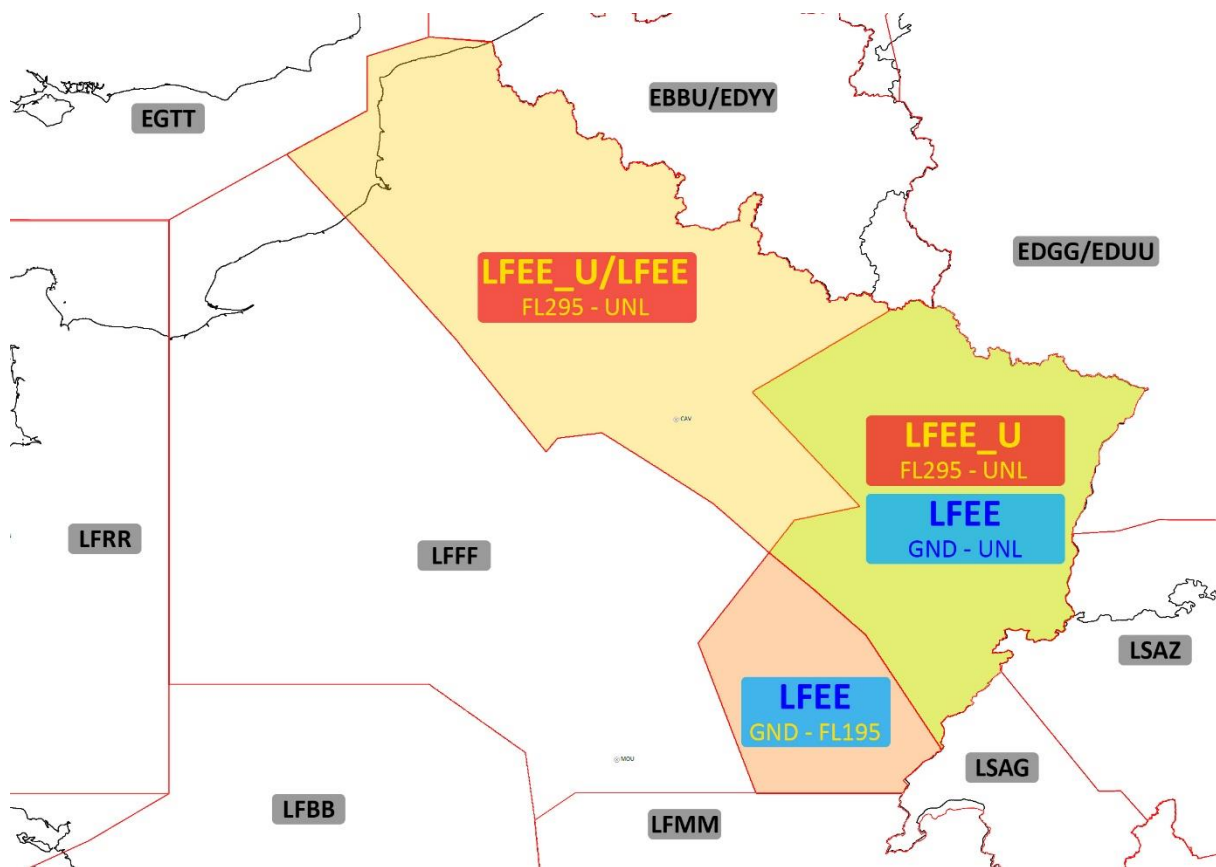 EGTT
EBBU/EDYY
EDGG/EDUU
LFEE_U/LFEE
FL295 - UNL
CAV
LFEE_U
FL295 - UNL
LFEE
GND - UNL
LFRR
LFFF
LSAZ
LFEE
GND - FL195
MOU
LSAG
LFBB
LFMM